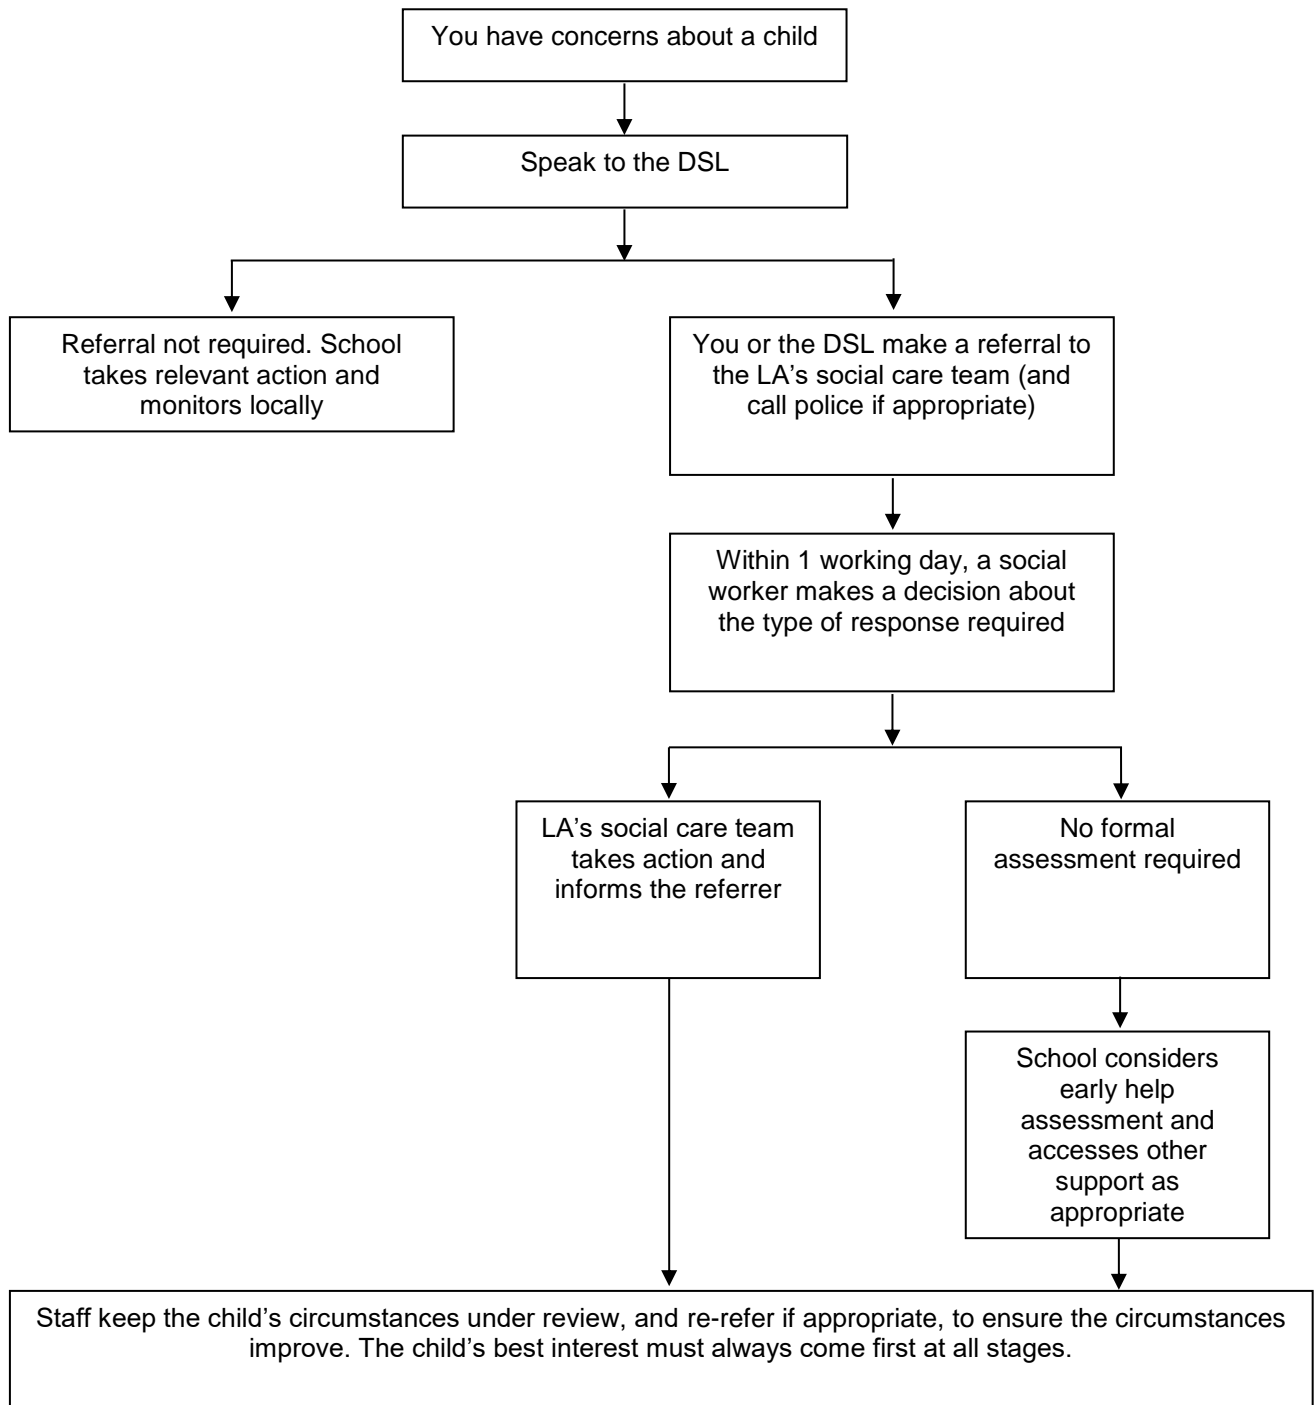 You have concerns about a child
Speak to the DSL
Referral not required. School
takes relevant action and
monitors locally
You or the DSL make a referral to
the LA’s social care team (and
call police if appropriate)
Within 1 working day, a social
worker makes a decision about
the type of response required
LA’s social care team
takes action and
informs the referrer
No formal
assessment required
School considers
early help
assessment and
accesses other
support as
appropriate
Staff keep the child’s circumstances under review, and re-refer if appropriate, to ensure the circumstances
improve. The child’s best interest must always come first at all stages.